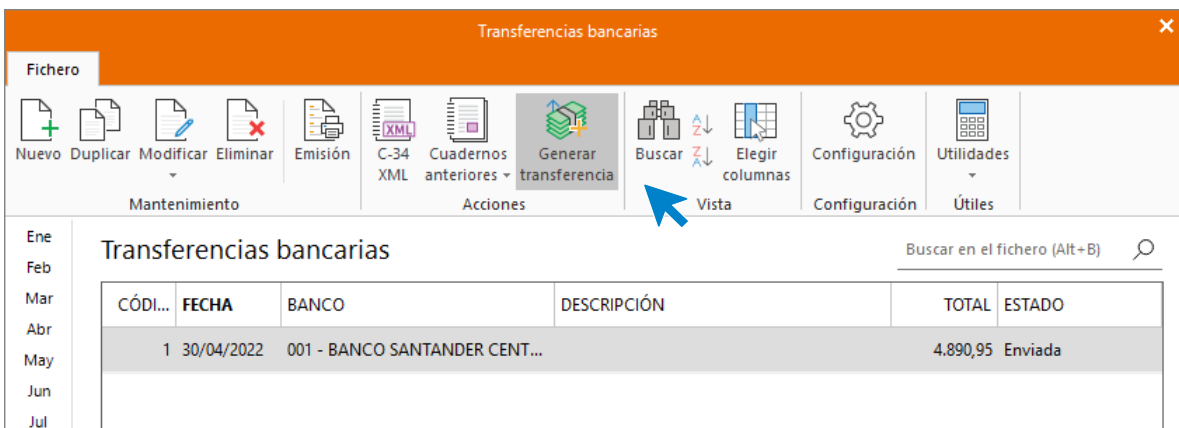 Transferencias bancarias
Fichero
Nuevo Duplicar Modificar Eliminar Emisión C-34 XML Cuadernos anteriores Generar transferencia Buscar Elegir columnas Configuración Utilidades
XML
A Z
Z A
Mantenimiento Acciones Vista Configuración Útiles
Ene
Feb
Mar
Abr
May
Jun
Jul
Transferencias bancarias
Buscar en el fichero (Alt+B)
CÓDI... FECHA BANCO DESCRIPCIÓN TOTAL ESTADO
1 30/04/2022 001 - BANCO SANTANDER CENT... 4.890,95 Enviada